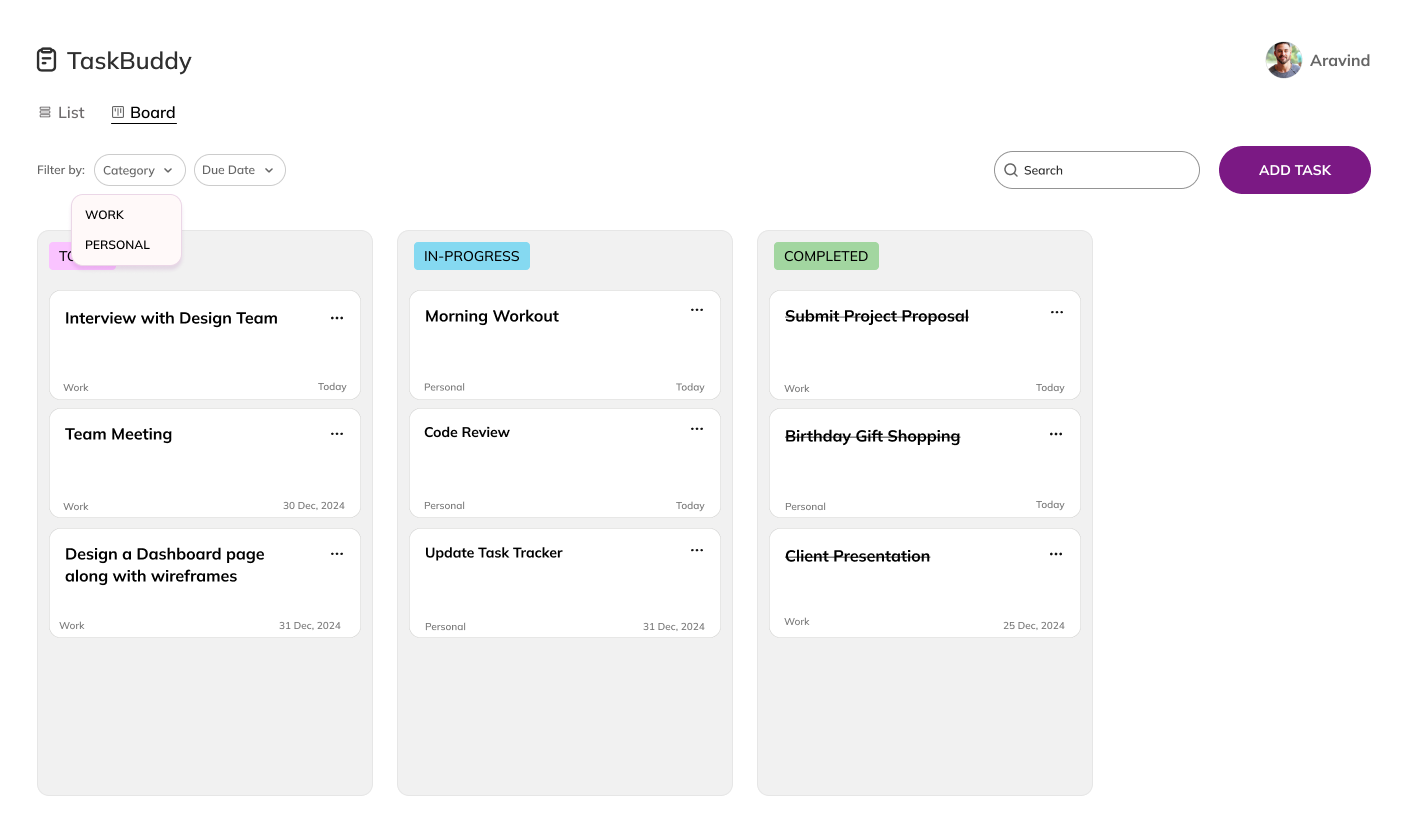 TaskBuddy
Aravind
List
Board
Filter by:
Category
Due Date
Search
ADD TASK
WORK
PERSONAL
IN-PROGRESS
COMPLETED
Interview with Design Team
Work
Today
Team Meeting
Work
30 Dec, 2024
Design a Dashboard page
along with wireframes
Work
31 Dec, 2024
Morning Workout
Personal
Today
Code Review
Personal
Today
Update Task Tracker
Personal
31 Dec, 2024
Submit Project Proposal
Work
Today
Birthday Gift Shopping
Personal
Today
Client Presentation
Work
25 Dec, 2024